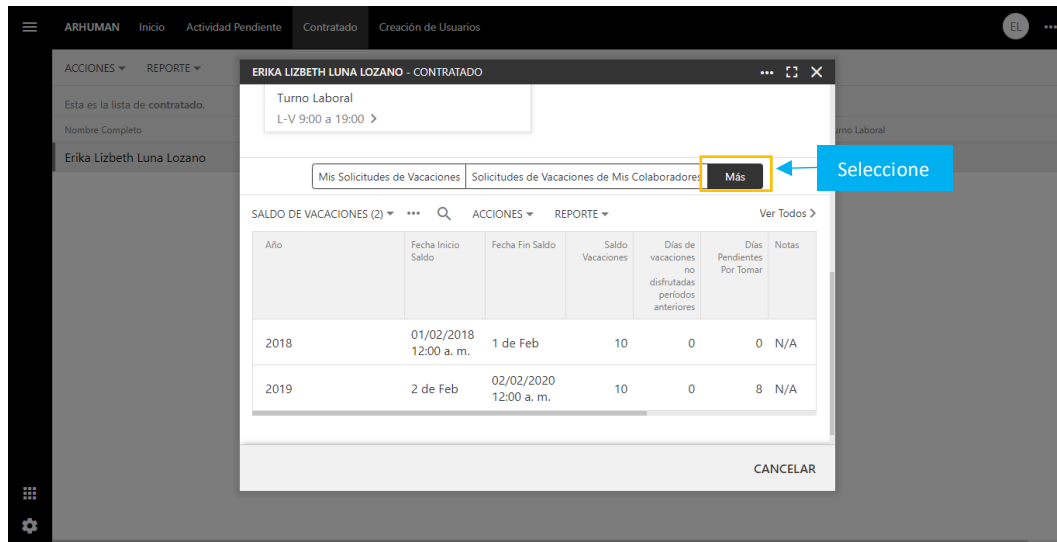 ARHUMAN Inicio Actividad Pendiente Contratado Creación de Usuarios EL
ACCIONES REPORTE
ERIKA LIZBETH LUNA LOZANO - CONTRATADO
Esta es la lista de contratado.
Nombre Completo
Erika Lizbeth Luna Lozano
Turno Laboral
L-V 9:00 a 19:00
Turno Laboral
Mis Solicitudes de Vacaciones Solicitudes de Vacaciones de Mis Colaboradores Más
Seleccione
SALDO DE VACACIONES (2) ACCIONES REPORTE Ver Todos
Año Fecha Inicio Saldo Fecha Fin Saldo Saldo Vacaciones Días de vacaciones no disfrutadas períodos anteriores Días Pendientes Por Tomar Notas
2018 01/02/2018 12:00 a. m. 1 de Feb 10 0 0 N/A
2019 2 de Feb 02/02/2020 12:00 a. m. 10 0 8 N/A
CANCELAR